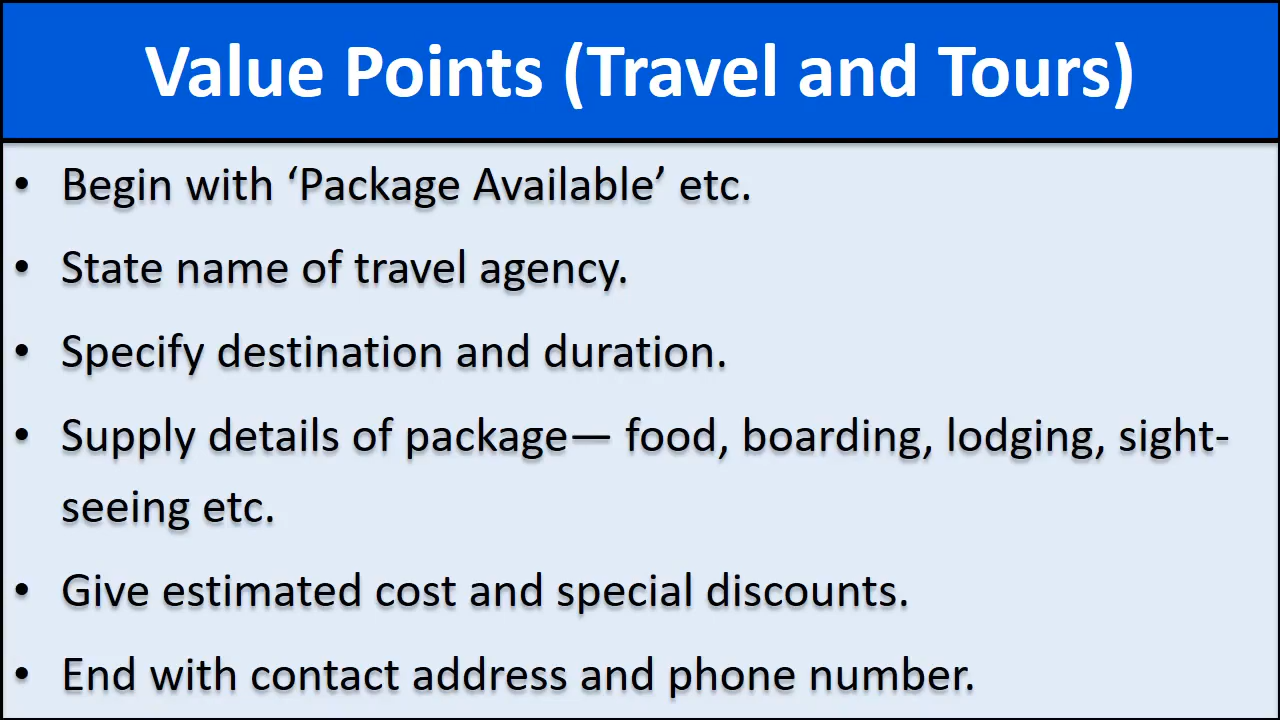 Value Points (Travel and Tours)
• Begin with ‘Package Available’ etc.
• State name of travel agency.
• Specify destination and duration.
• Supply details of package— food, boarding, lodging, sight-
seeing etc.
• Give estimated cost and special discounts.
• End with contact address and phone number.